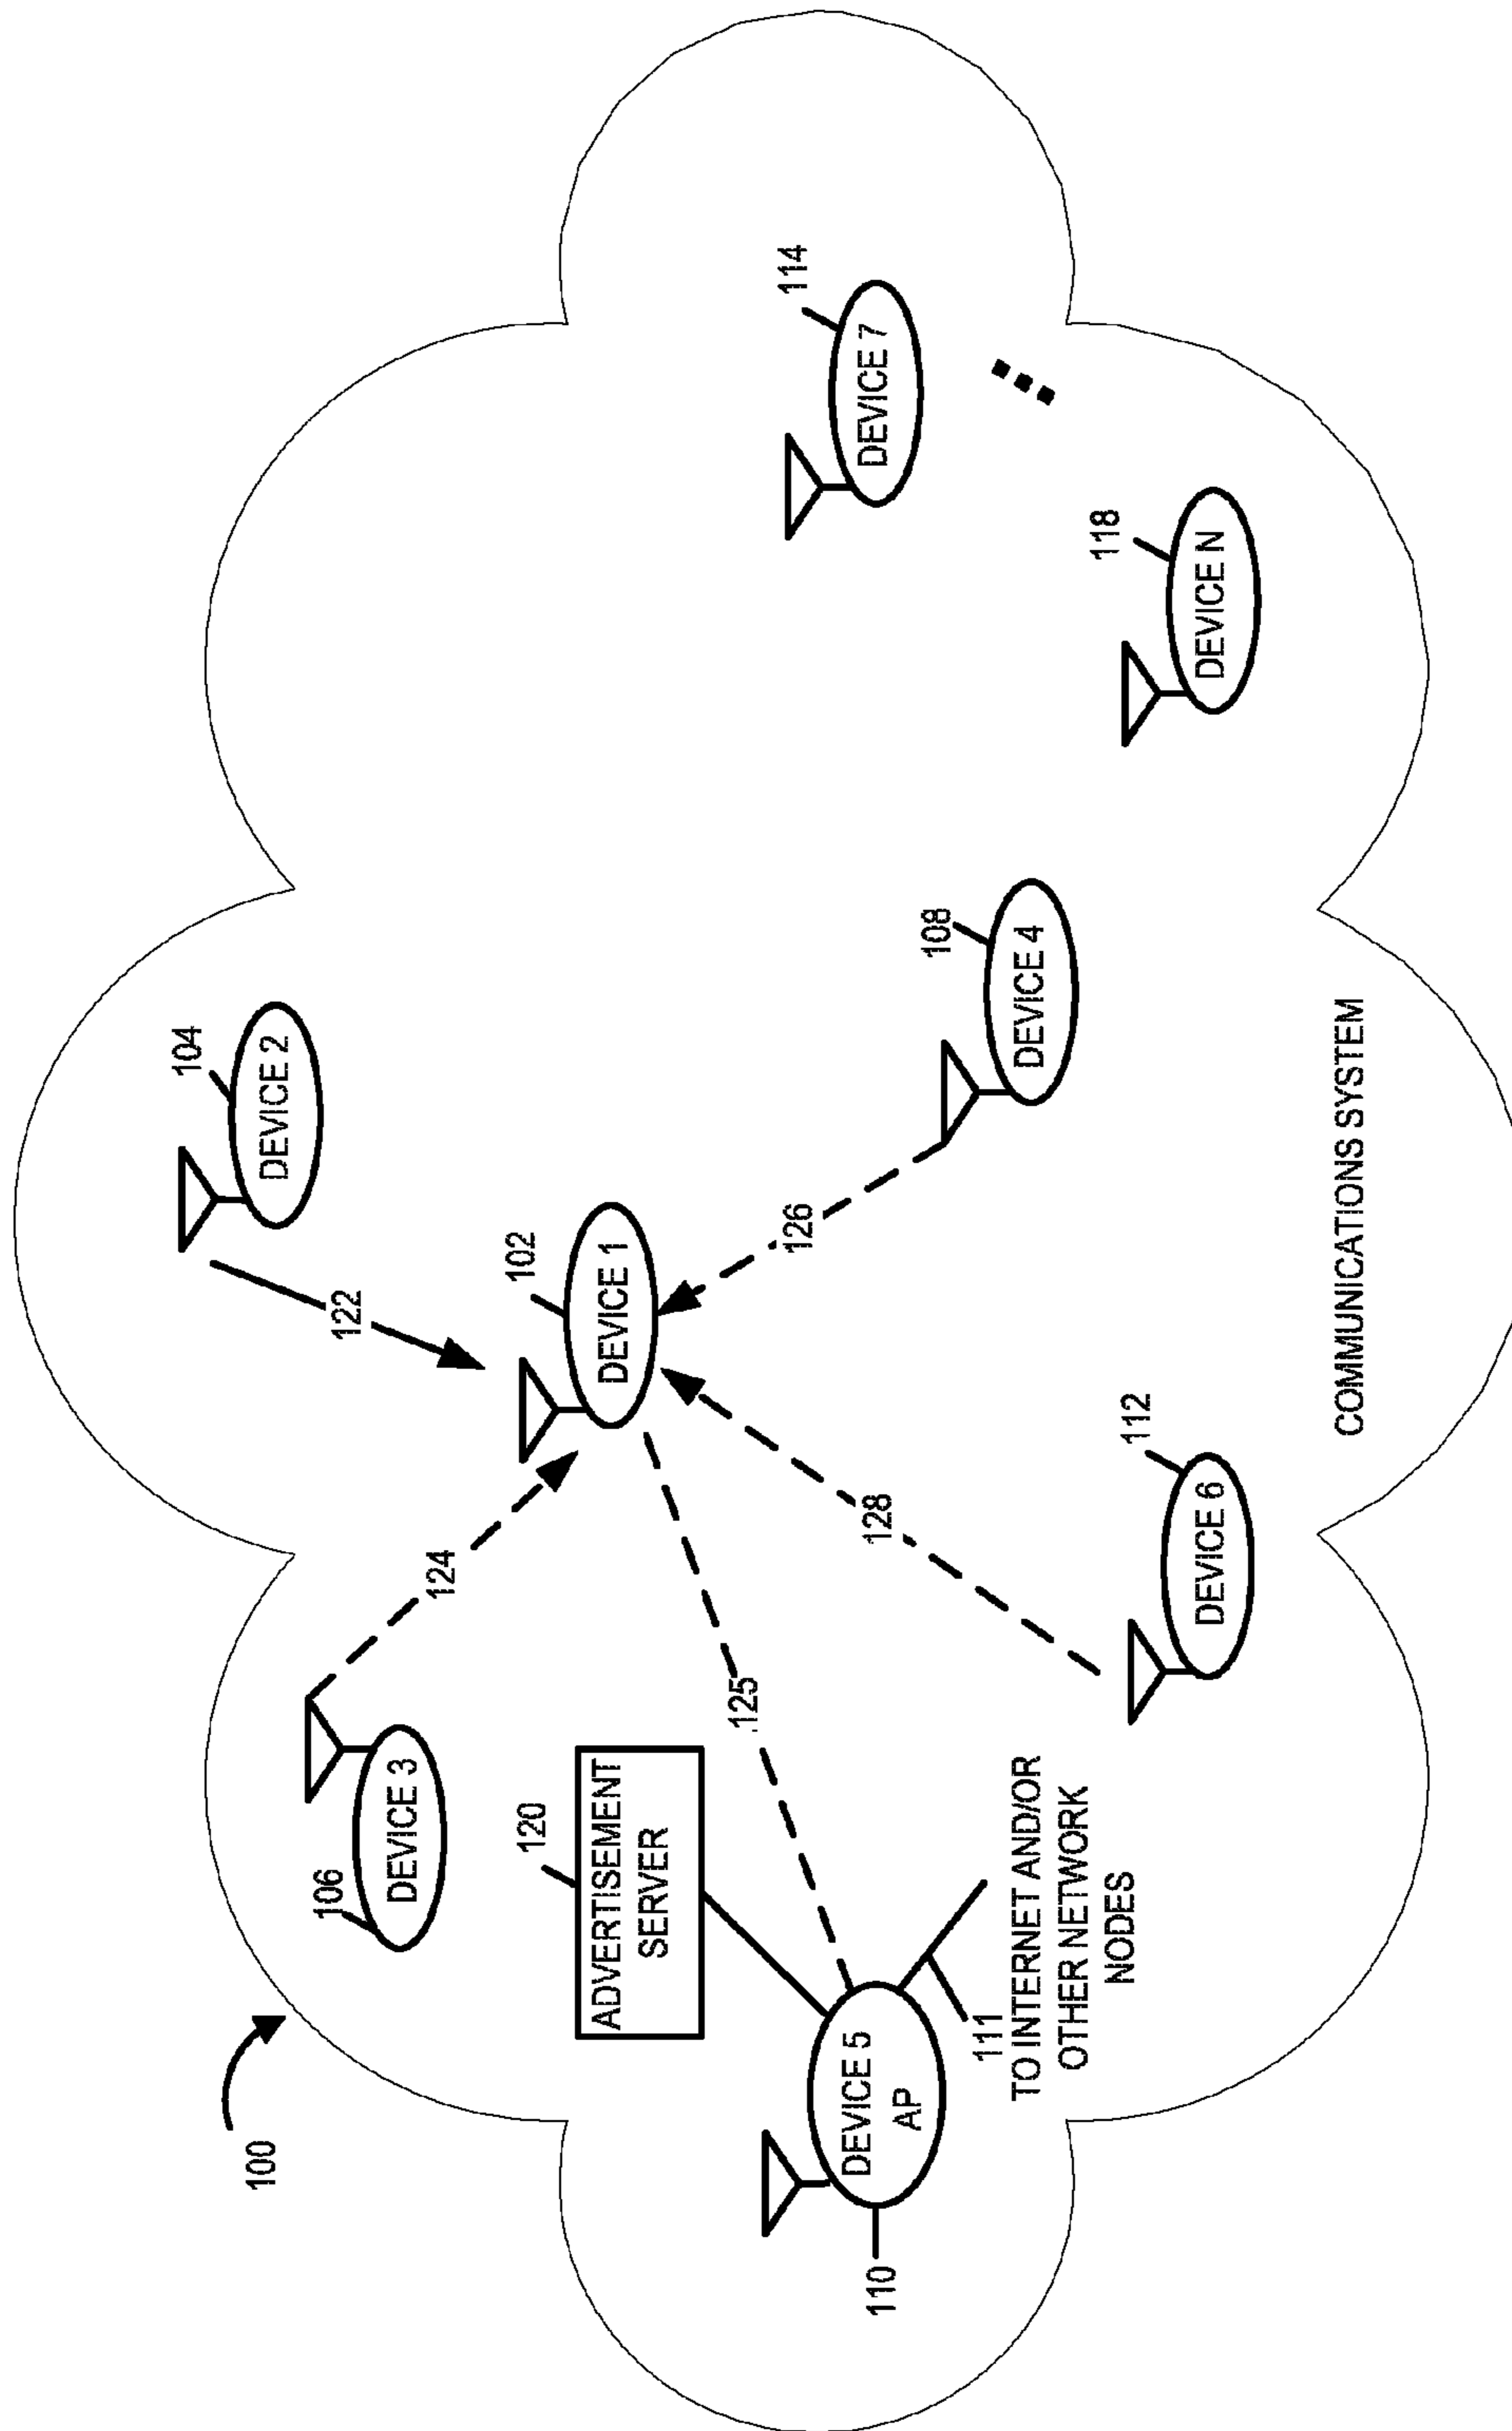 100
106
DEVICE 3
124
104
DEVICE 2
122
120
ADVERTISEMENT
SERVER
102
DEVICE 1
125
110
DEVICE 5
AP
111
TO INTERNET AND/OR
OTHER NETWORK
NODES
128
126
108
DEVICE 4
112
DEVICE 6
114
DEVICE 7
118
DEVICE N
COMMUNICATIONS SYSTEM